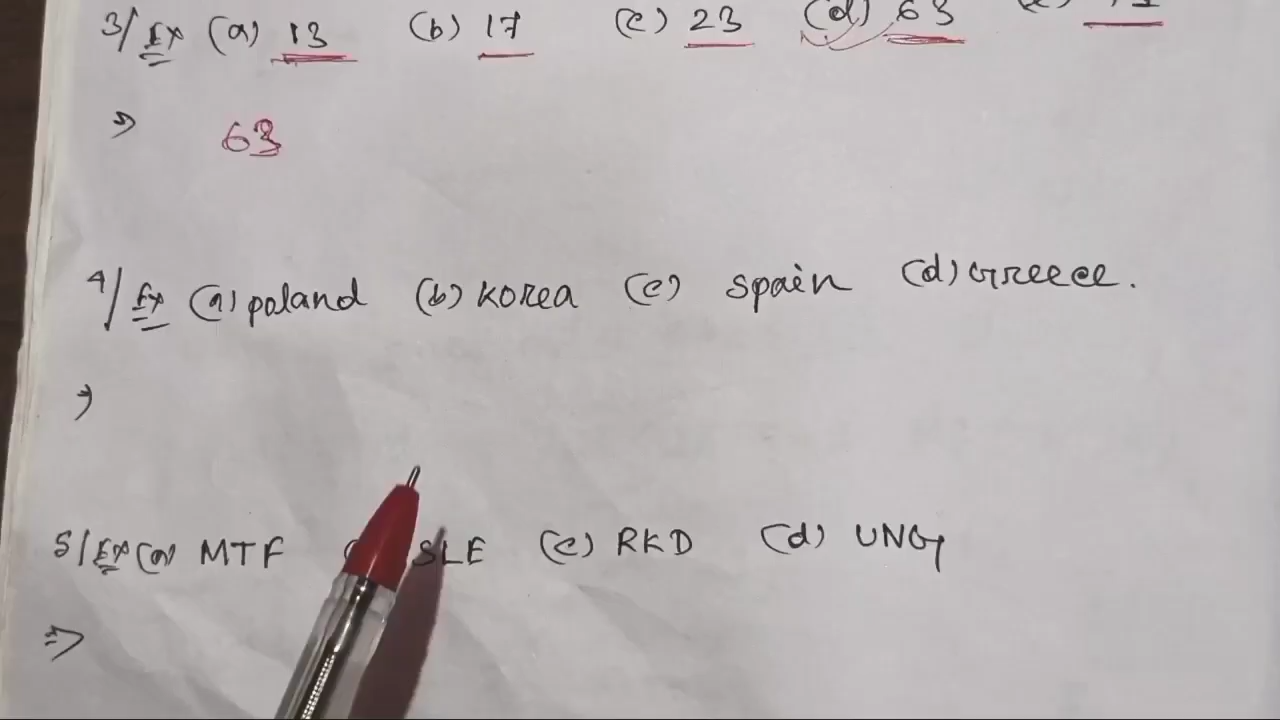 3/ Ex (a) 13 (b) 17 (c) 23 (d) 63
⇒ 63
4/ Ex (a) poland (b) Korea (c) spain (d) Greece.
5/ Ex (a) MTF SLE (c) RKD (d) UNG
⇒